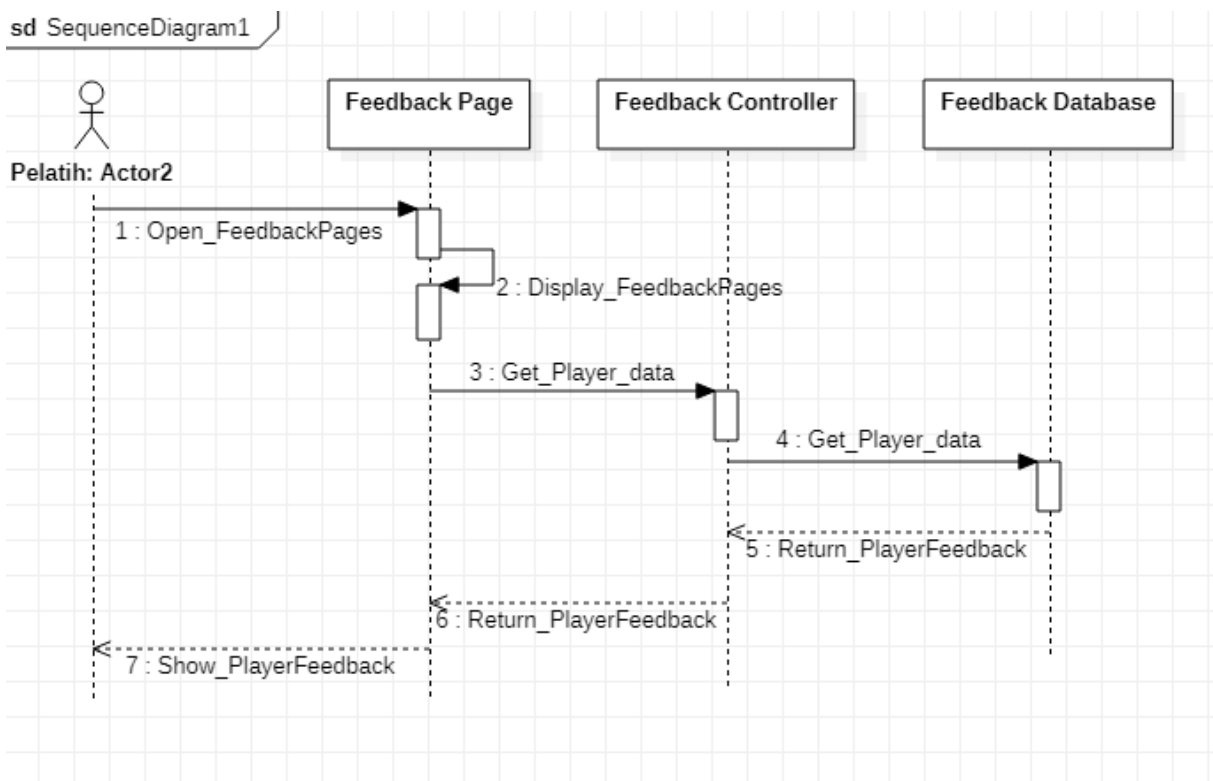 sd SequenceDiagram1
Feedback Page
Feedback Controller
Feedback Database
Pelatih: Actor2
1 : Open_FeedbackPages
2 : Display_FeedbackPages
3 : Get_Player_data
4 : Get_Player_data
5 : Return_PlayerFeedback
6 : Return_PlayerFeedback
7 : Show_PlayerFeedback